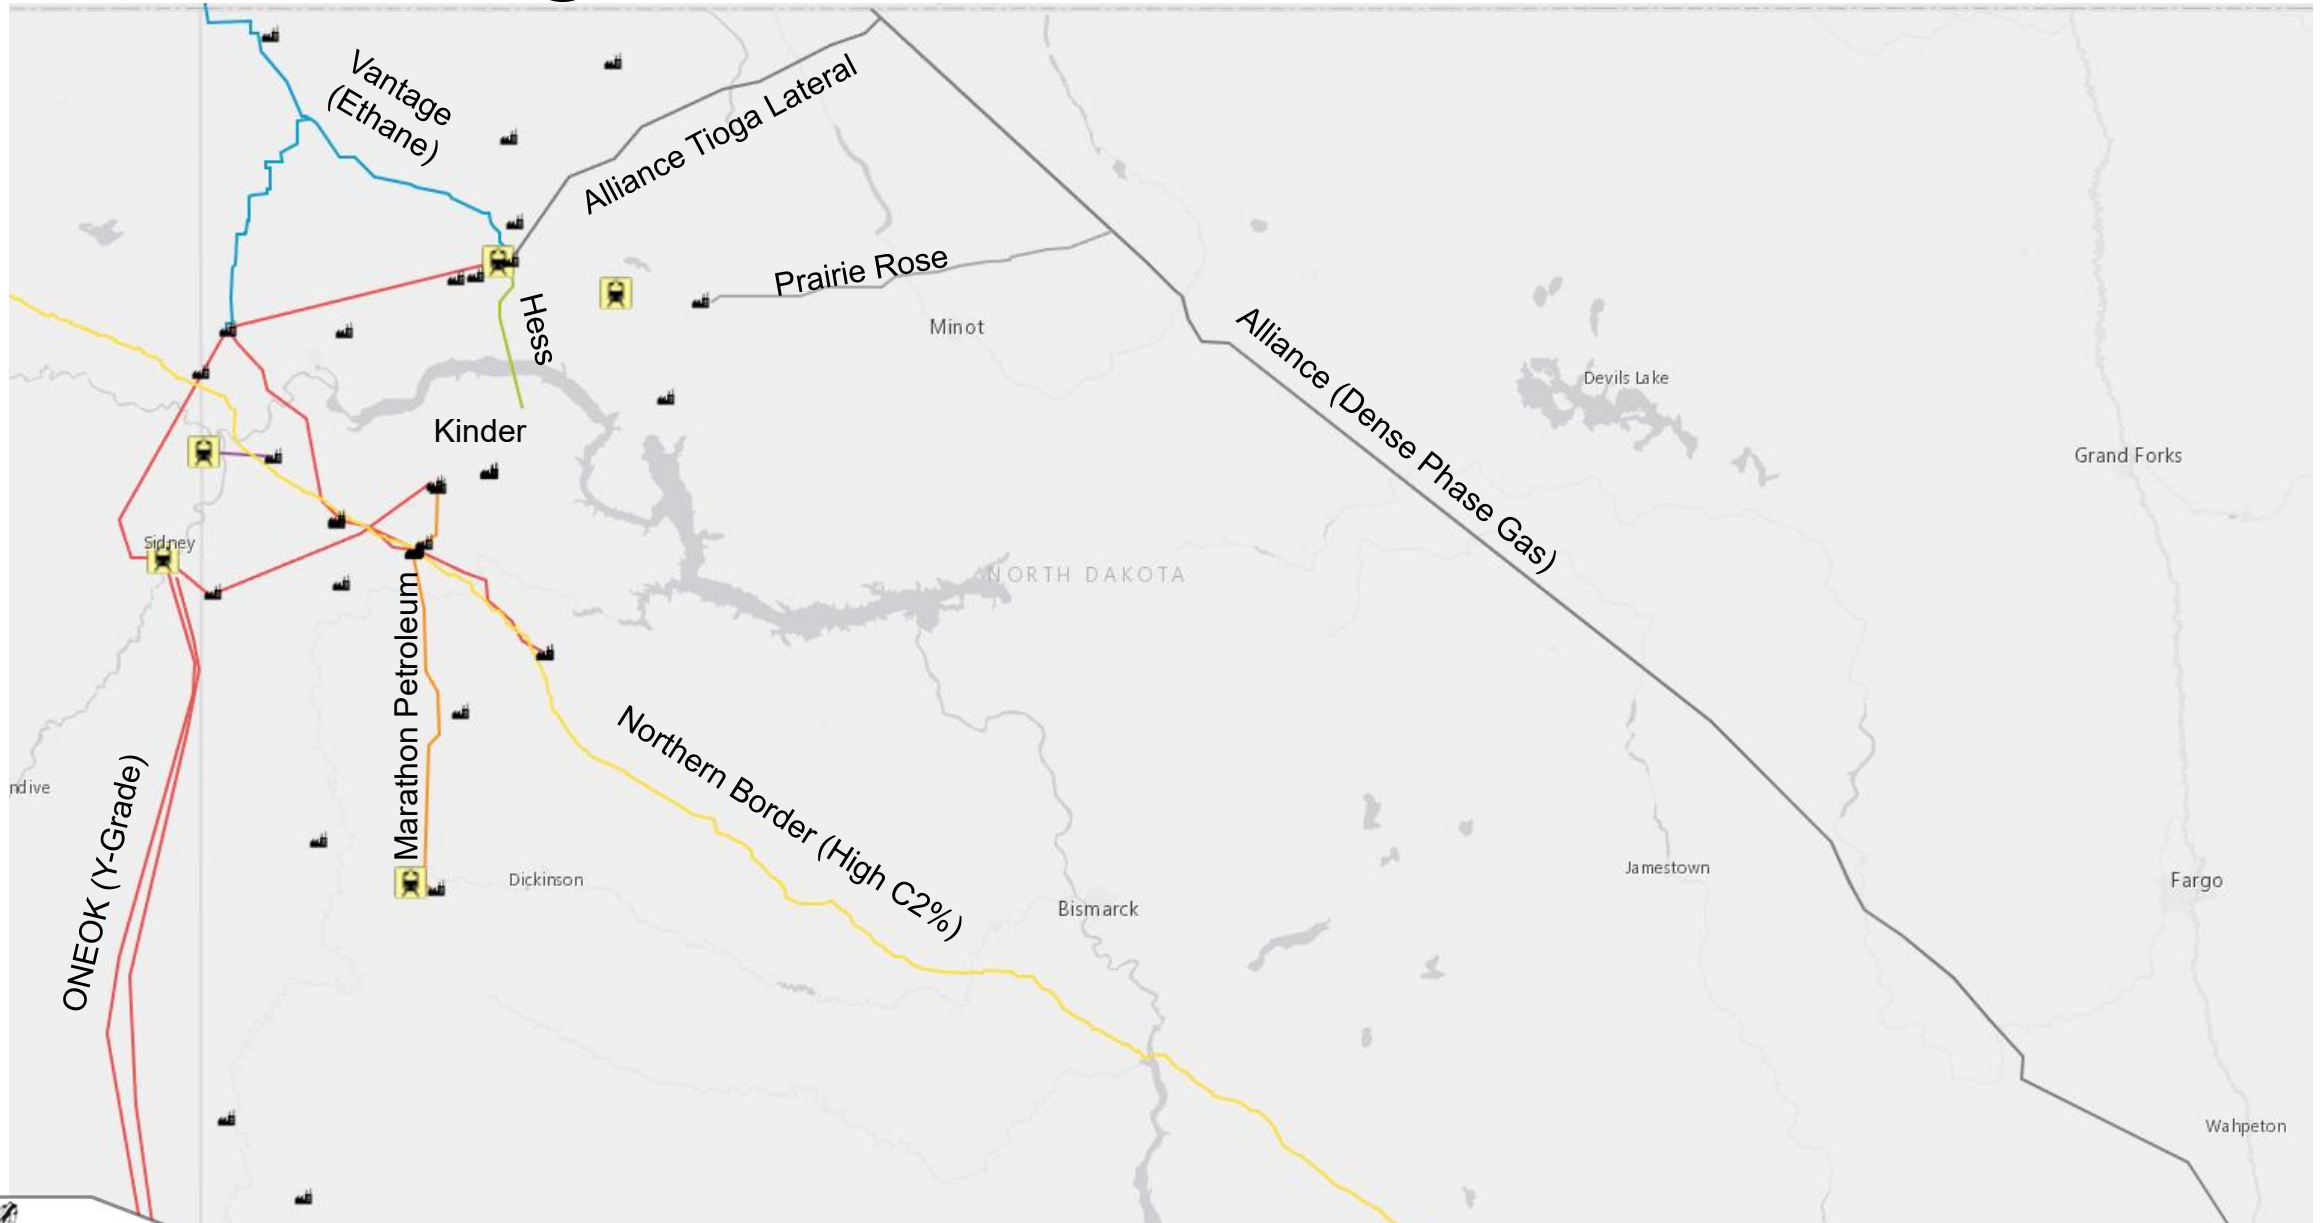 Vantage
(Ethane)
Alliance Tioga Lateral
Prairie Rose
Hess
Minot
Alliance (Dense Phase Gas)
Devils Lake
Kinder
Grand Forks
Sidney
NORTH DAKOTA
Marathon Petroleum
Northern Border (High C2%)
ndive
ONEOK (Y-Grade)
Dickinson
Bismarck
Jamestown
Fargo
Wahpeton